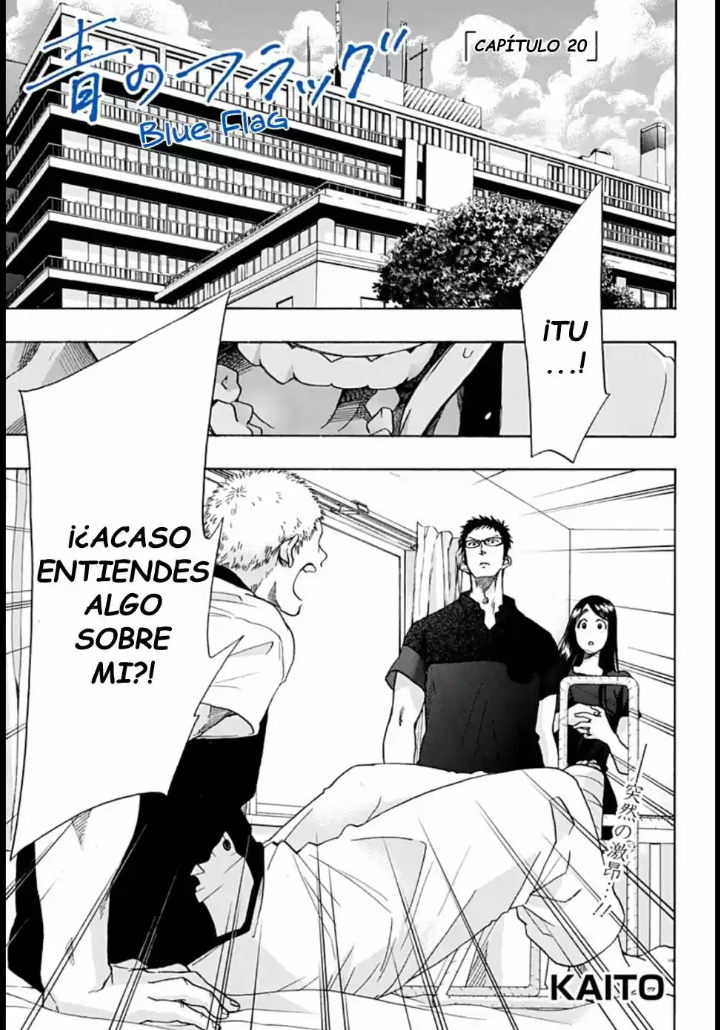 青のフラッグ
Blue Flag
「CAPÍTULO 20」
¡TU
...!
¡¿ACASO
ENTIENDES
ALGO
SOBRE
MI?!
突然の激昂…!
KAITO